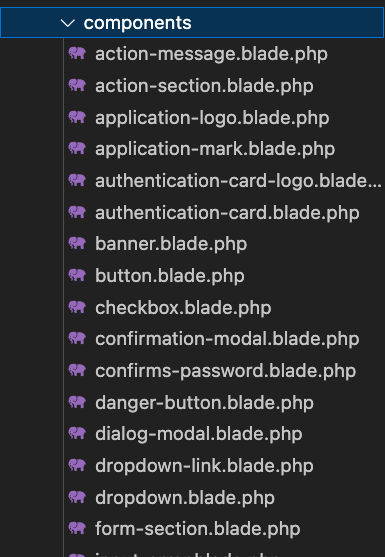 components
action-message.blade.php
action-section.blade.php
application-logo.blade.php
application-mark.blade.php
authentication-card-logo.blade...
authentication-card.blade.php
banner.blade.php
button.blade.php
checkbox.blade.php
confirmation-modal.blade.php
confirms-password.blade.php
danger-button.blade.php
dialog-modal.blade.php
dropdown-link.blade.php
dropdown.blade.php
form-section.blade.php